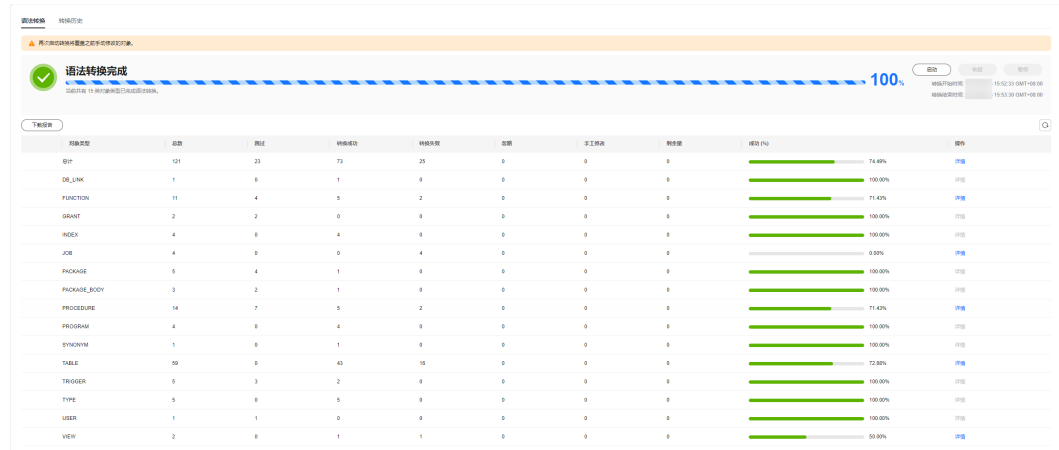 语法转换 转换历史
再次启动转换将覆盖之前手动修改的对象。
语法转换完成
当前共有 15 类对象类型已完成语法转换。
100%
启动
转换开始时间 15:52:33 GMT+08:00
转换结束时间 15:53:30 GMT+08:00
下载报告
对象类型 总数 跳过 转换成功 转换失败 忽略 手工修改 剩余量 成功 (%) 操作
总计 121 23 73 25 0 0 0 74.49% 详情
DB_LINK 1 0 1 0 0 0 0 100.00% 详情
FUNCTION 11 4 5 2 0 0 0 71.43% 详情
GRANT 2 2 0 0 0 0 0 100.00% 详情
INDEX 4 0 4 0 0 0 0 100.00% 详情
JOB 4 0 0 4 0 0 0 0.00% 详情
PACKAGE 5 4 1 0 0 0 0 100.00% 详情
PACKAGE_BODY 3 2 1 0 0 0 0 100.00% 详情
PROCEDURE 14 7 5 2 0 0 0 71.43% 详情
PROGRAM 4 0 4 0 0 0 0 100.00% 详情
SYNONYM 1 0 1 0 0 0 0 100.00% 详情
TABLE 59 0 43 16 0 0 0 72.88% 详情
TRIGGER 5 3 2 0 0 0 0 100.00% 详情
TYPE 5 0 5 0 0 0 0 100.00% 详情
USER 1 1 0 0 0 0 0 100.00% 详情
VIEW 2 0 1 1 0 0 0 50.00% 详情